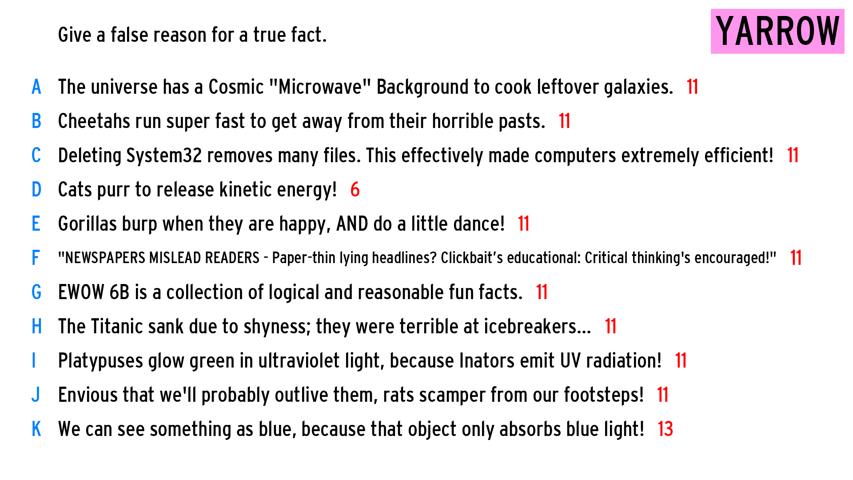 Give a false reason for a true fact.
YARROW
A The universe has a Cosmic "Microwave" Background to cook leftover galaxies. 11
B Cheetahs run super fast to get away from their horrible pasts. 11
C Deleting System32 removes many files. This effectively made computers extremely efficient! 11
D Cats purr to release kinetic energy! 6
E Gorillas burp when they are happy, AND do a little dance! 11
F "NEWSPAPERS MISLEAD READERS - Paper-thin lying headlines? Clickbait’s educational: Critical thinking's encouraged!" 11
G EWOW 6B is a collection of logical and reasonable fun facts. 11
H The Titanic sank due to shyness; they were terrible at icebreakers... 11
I Platypuses glow green in ultraviolet light, because Inators emit UV radiation! 11
J Envious that we'll probably outlive them, rats scamper from our footsteps! 11
K We can see something as blue, because that object only absorbs blue light! 13